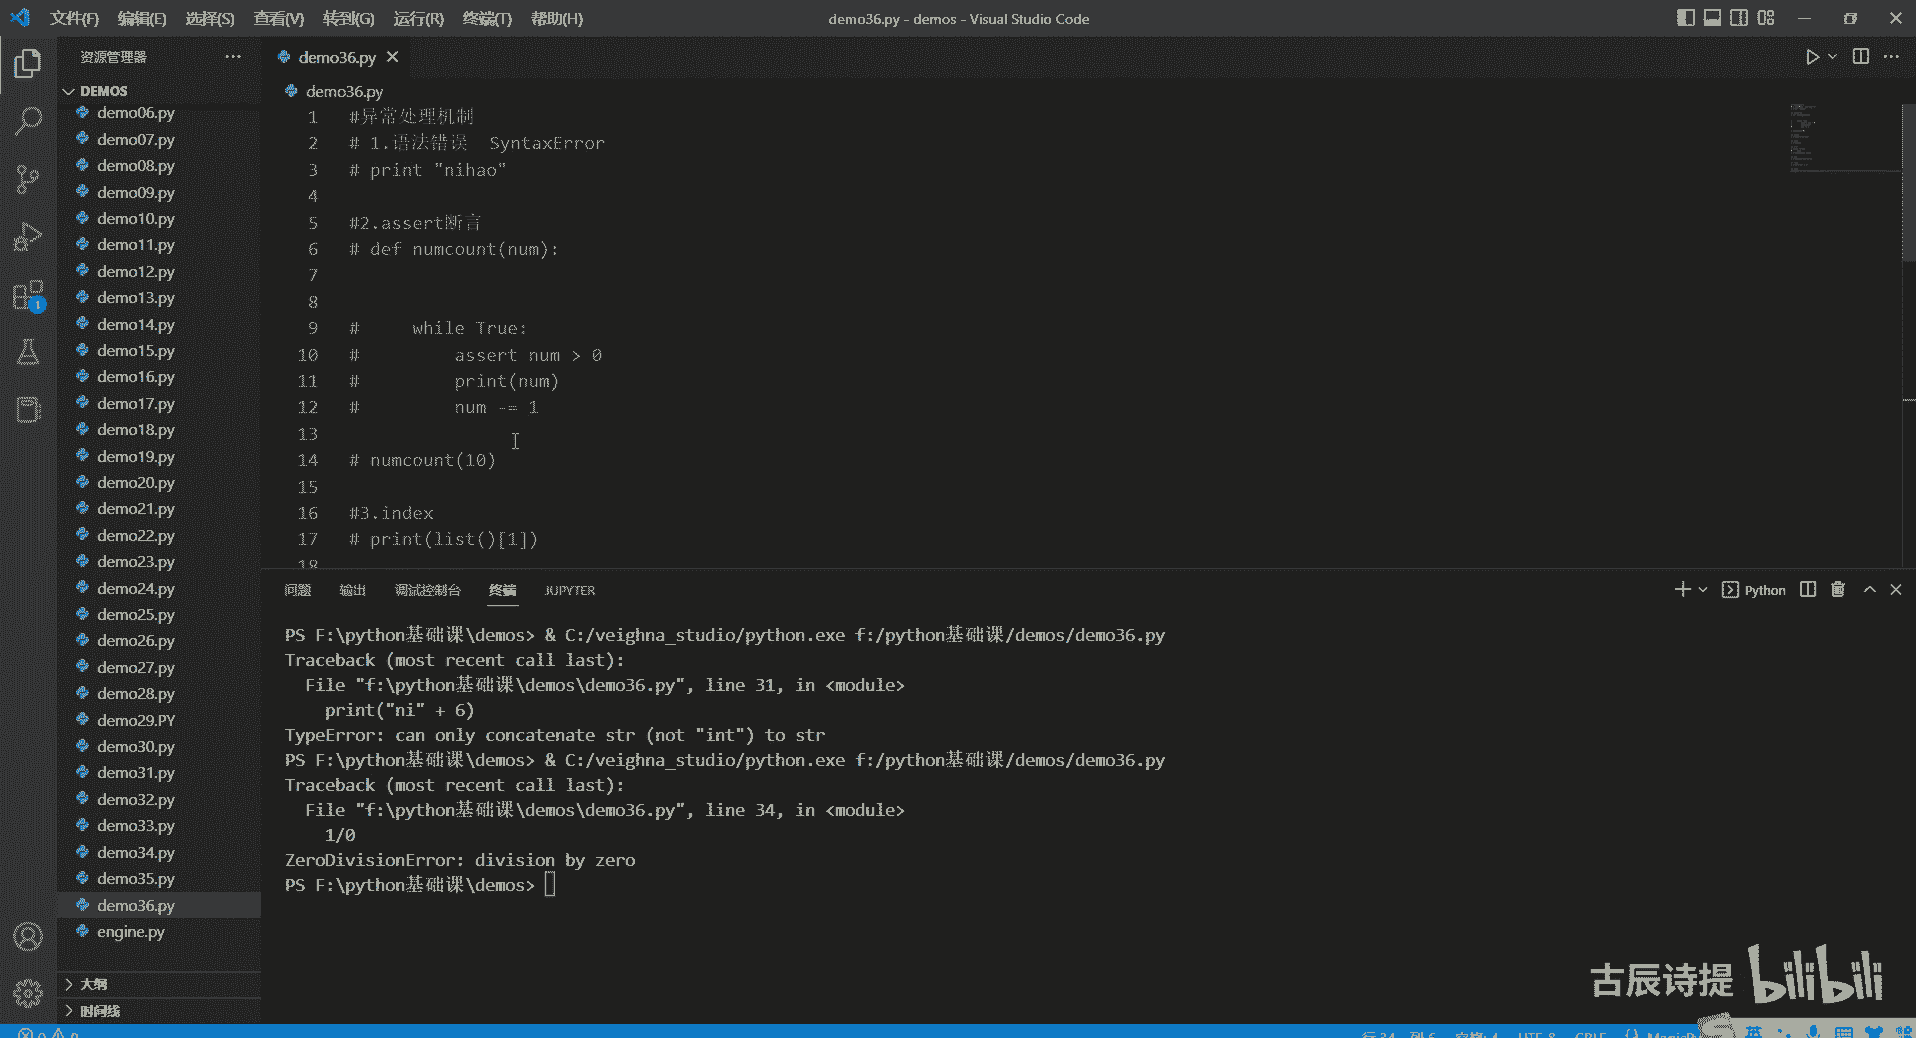 文件(F) 编辑(E) 选择(S) 查看(V) 转到(G) 运行(R) 终端(T) 帮助(H)
demo36.py - demos - Visual Studio Code
资源管理器
DEMOS
demo06.py
demo07.py
demo08.py
demo09.py
demo10.py
demo11.py
demo12.py
demo13.py
demo14.py
demo15.py
demo16.py
demo17.py
demo18.py
demo19.py
demo20.py
demo21.py
demo22.py
demo23.py
demo24.py
demo25.py
demo26.py
demo27.py
demo28.py
demo29.PY
demo30.py
demo31.py
demo32.py
demo33.py
demo34.py
demo35.py
demo36.py
engine.py
大纲
时间线
1
demo36.py
demo36.py
1 #异常处理机制
2 # 1.语法错误  SyntaxError
3 # print "nihao"
4
5 #2.assert断言
6 # def numcount(num):
7
8
9 #     while True:
10 #         assert num > 0
11 #         print(num)
12 #         num -= 1
13
14 # numcount(10)
15
16 #3.index
17 # print(list()[1])
18
问题 输出 调试控制台 终端 JUPYTER
Python
PS F:\python基础课\demos> & C:/veighna_studio/python.exe f:/python基础课/demos/demo36.py
Traceback (most recent call last):
  File "f:\python基础课\demos\demo36.py", line 31, in <module>
    print("ni" + 6)
TypeError: can only concatenate str (not "int") to str
PS F:\python基础课\demos> & C:/veighna_studio/python.exe f:/python基础课/demos/demo36.py
Traceback (most recent call last):
  File "f:\python基础课\demos\demo36.py", line 34, in <module>
    1/0
ZeroDivisionError: division by zero
PS F:\python基础课\demos>
古辰诗提 bilibili
英